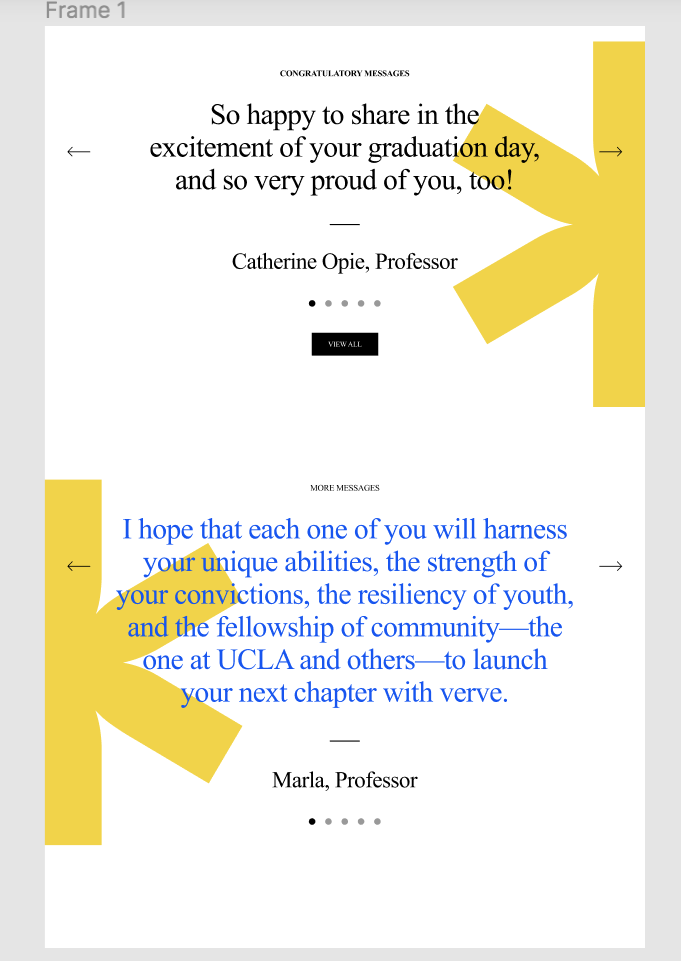 Frame 1
CONGRATULATORY MESSAGES
So happy to share in the
excitement of your graduation day,
and so very proud of you, too!
Catherine Opie, Professor
VIEW ALL
MORE MESSAGES
I hope that each one of you will harness
your unique abilities, the strength of
your convictions, the resiliency of youth,
and the fellowship of community—the
one at UCLA and others—to launch
your next chapter with verve.
Marla, Professor